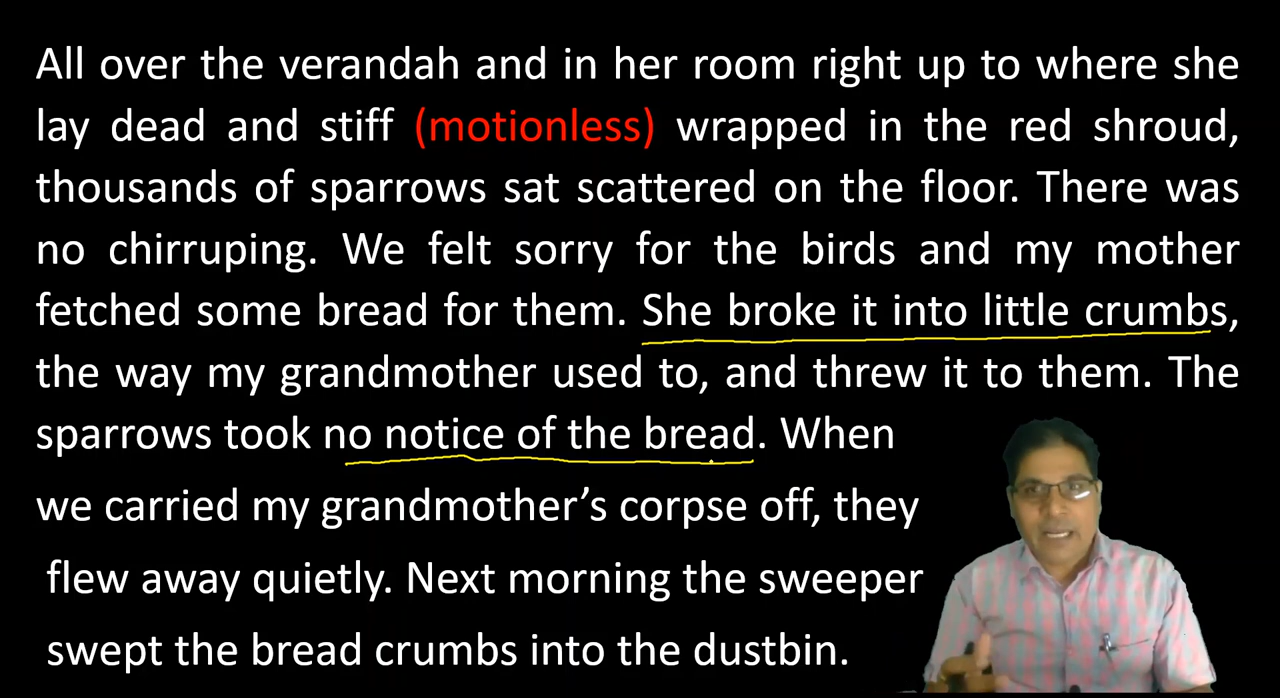 All over the verandah and in her room right up to where she
lay dead and stiff (motionless) wrapped in the red shroud,
thousands of sparrows sat scattered on the floor. There was
no chirruping. We felt sorry for the birds and my mother
fetched some bread for them. She broke it into little crumbs,
the way my grandmother used to, and threw it to them. The
sparrows took no notice of the bread. When
we carried my grandmother’s corpse off, they
flew away quietly. Next morning the sweeper
swept the bread crumbs into the dustbin.